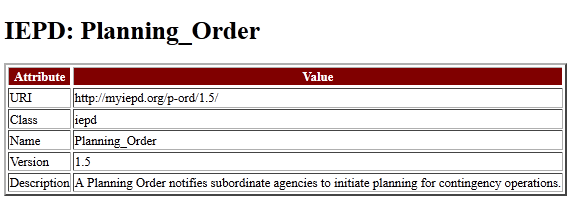 IEPD: Planning_Order
Attribute Value
URI http://myiepd.org/p-ord/1.5/
Class iepd
Name Planning_Order
Version 1.5
Description A Planning Order notifies subordinate agencies to initiate planning for contingency operations.